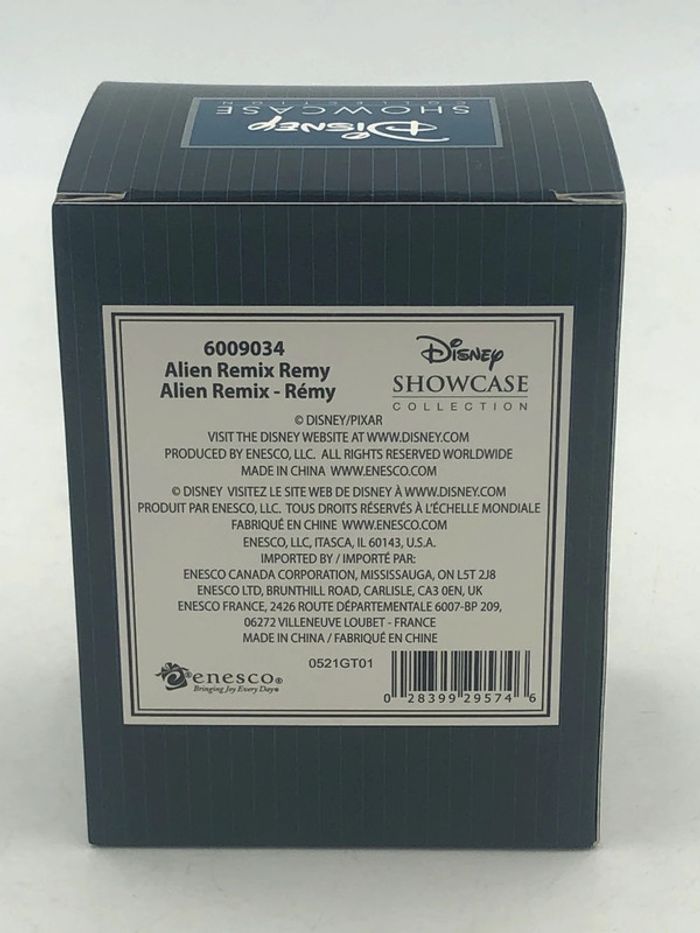 Disney
SHOWCASE
COLLECTION
6009034
Alien Remix Remy
Alien Remix - Rémy
Disney
SHOWCASE
COLLECTION
© DISNEY/PIXAR
VISIT THE DISNEY WEBSITE AT WWW.DISNEY.COM
PRODUCED BY ENESCO, LLC. ALL RIGHTS RESERVED WORLDWIDE
MADE IN CHINA WWW.ENESCO.COM
© DISNEY VISITEZ LE SITE WEB DE DISNEY À WWW.DISNEY.COM
PRODUIT PAR ENESCO, LLC. TOUS DROITS RÉSERVÉS À L'ÉCHELLE MONDIALE
FABRIQUÉ EN CHINE WWW.ENESCO.COM
ENESCO, LLC, ITASCA, IL 60143, U.S.A.
IMPORTED BY / IMPORTÉ PAR:
ENESCO CANADA CORPORATION, MISSISSAUGA, ON L5T 2J8
ENESCO LTD, BRUNTHILL ROAD, CARLISLE, CA3 0EN, UK
ENESCO FRANCE, 2426 ROUTE DÉPARTEMENTALE 6007-BP 209,
06272 VILLENEUVE LOUBET - FRANCE
MADE IN CHINA / FABRIQUÉ EN CHINE
enesco®
Bringing Joy Every Day®
0521GT01
0 28399 29574 6